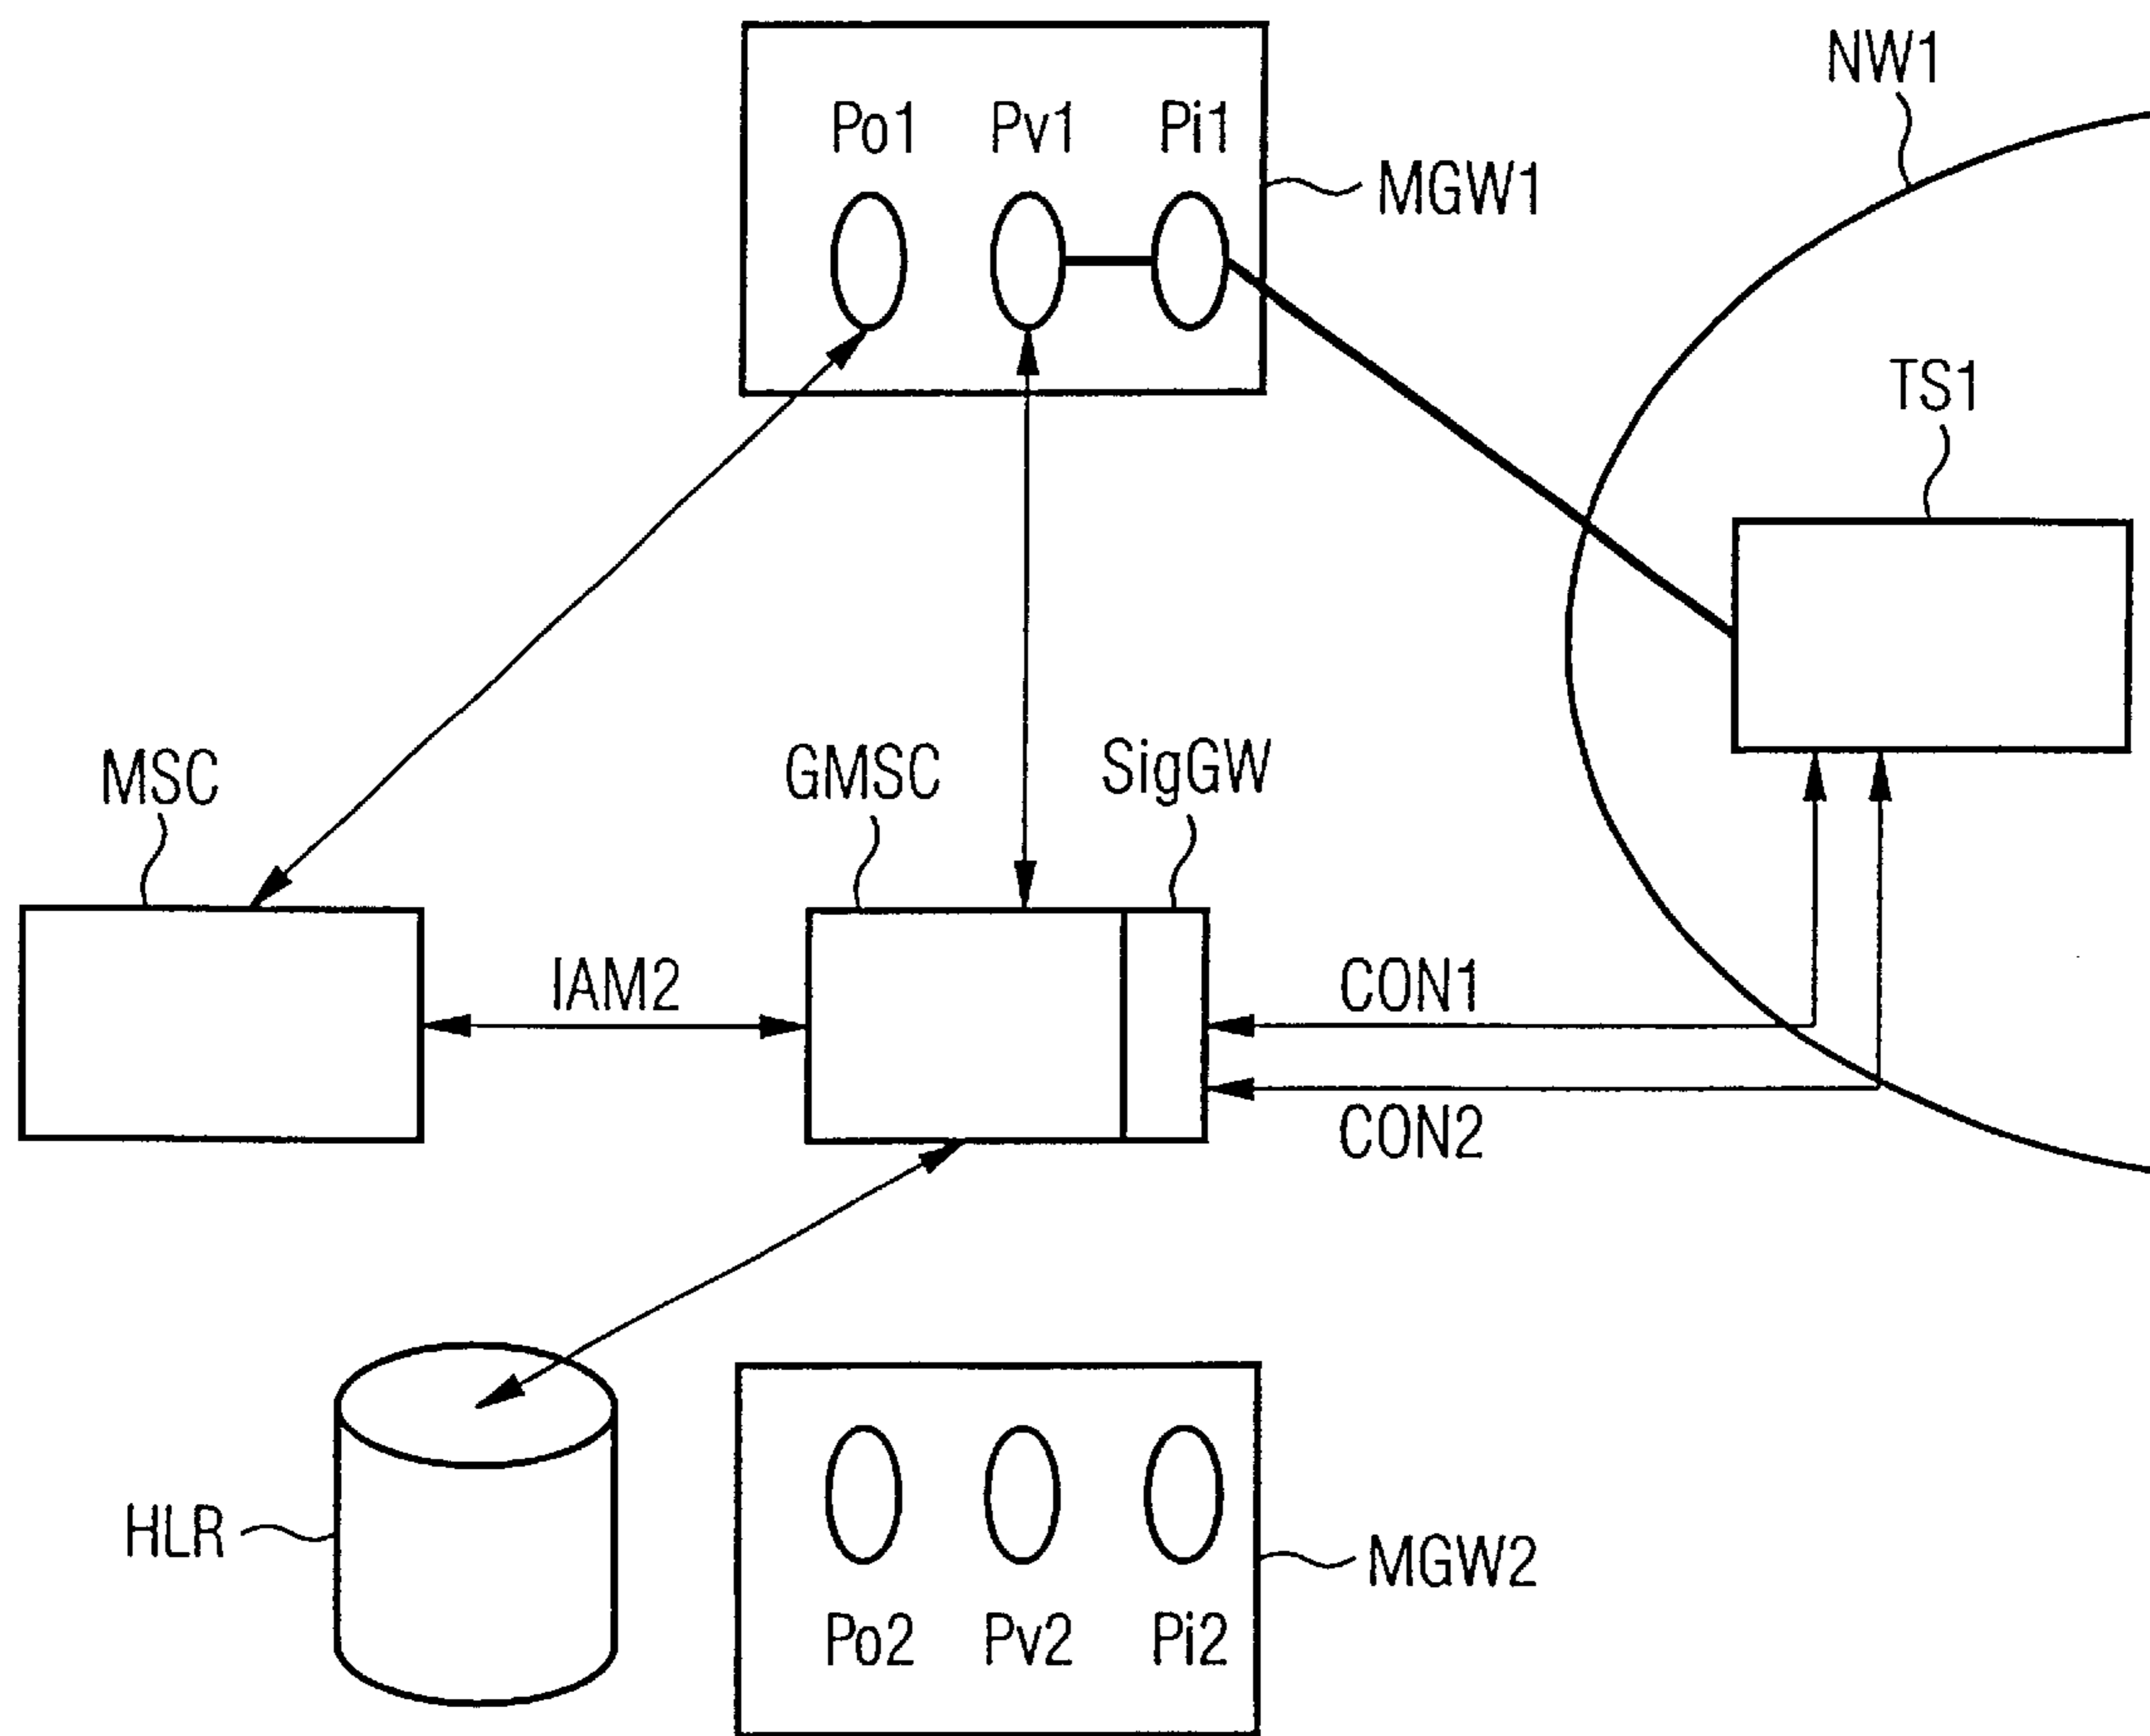 NW1
Po1 Pv1 Pi1
MGW1
TS1
MSC
GMSC
SigGW
IAM2
CON1
CON2
HLR
MGW2
Po2 Pv2 Pi2